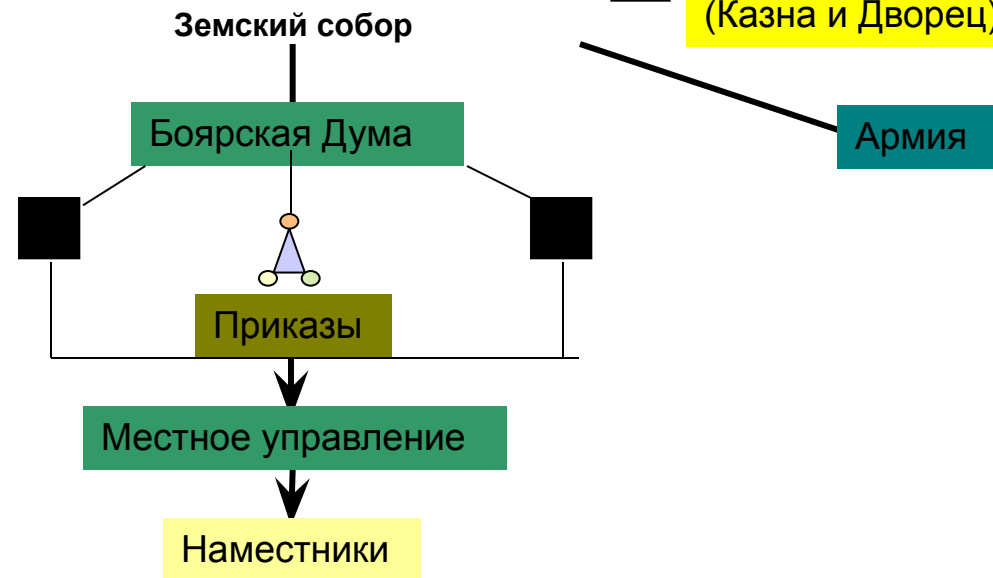 (Казна и Дворец)
Земский собор
Боярская Дума
Армия
Приказы
Местное управление
Наместники